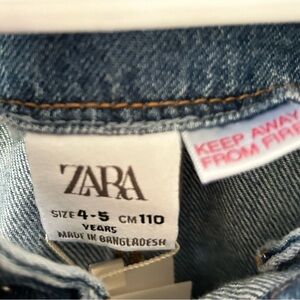 ZARA
SIZE 4-5 CM 110
YEARS
MADE IN BANGLADESH
KEEP AWAY
FROM FIRE